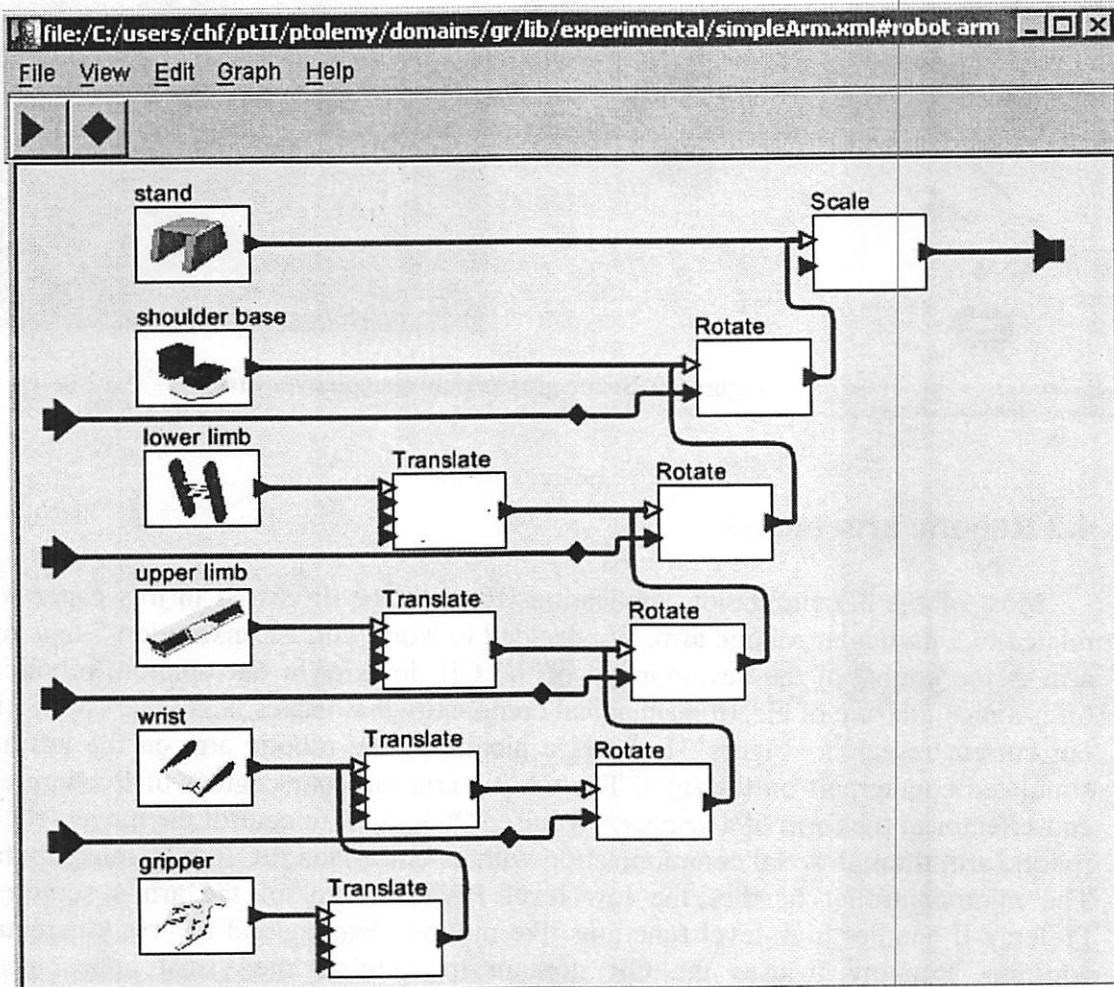 file:/C:/users/chf/ptII/ptolemy/domains/gr/lib/experimental/simpleArm.xml#robot arm
File View Edit Graph Help
stand
Scale
shoulder base
Rotate
lower limb
Translate
Rotate
upper limb
Translate
Rotate
wrist
Translate
Rotate
gripper
Translate